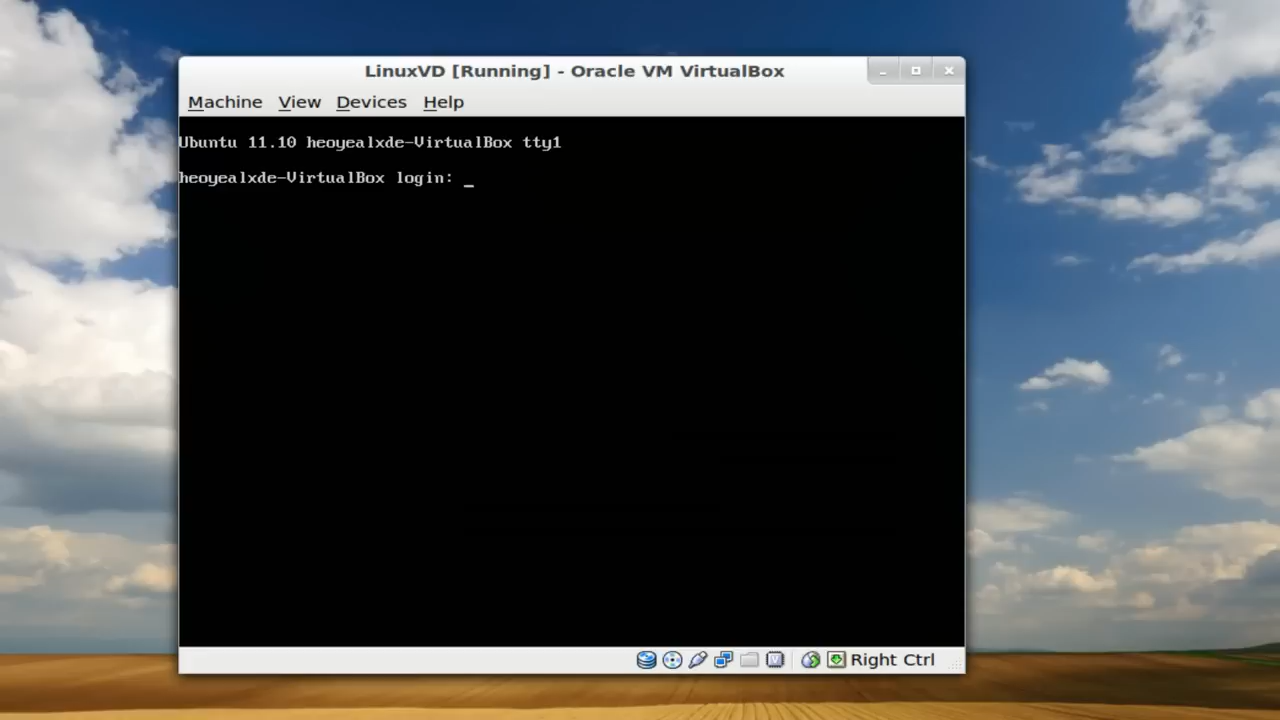 LinuxVD [Running] - Oracle VM VirtualBox
Machine View Devices Help
Ubuntu 11.10 heoyealxde-VirtualBox tty1
heoyealxde-VirtualBox login: _
Right Ctrl